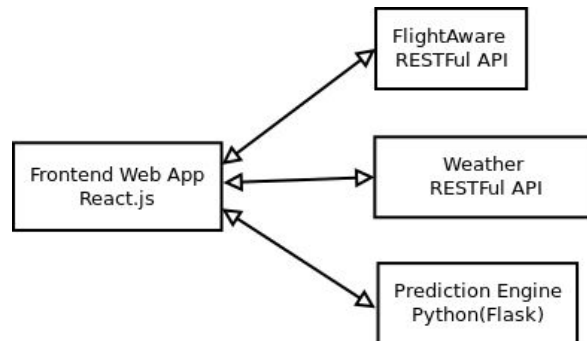 FlightAware
RESTFul API
Frontend Web App
React.js
Weather
RESTFul API
Prediction Engine
Python(Flask)